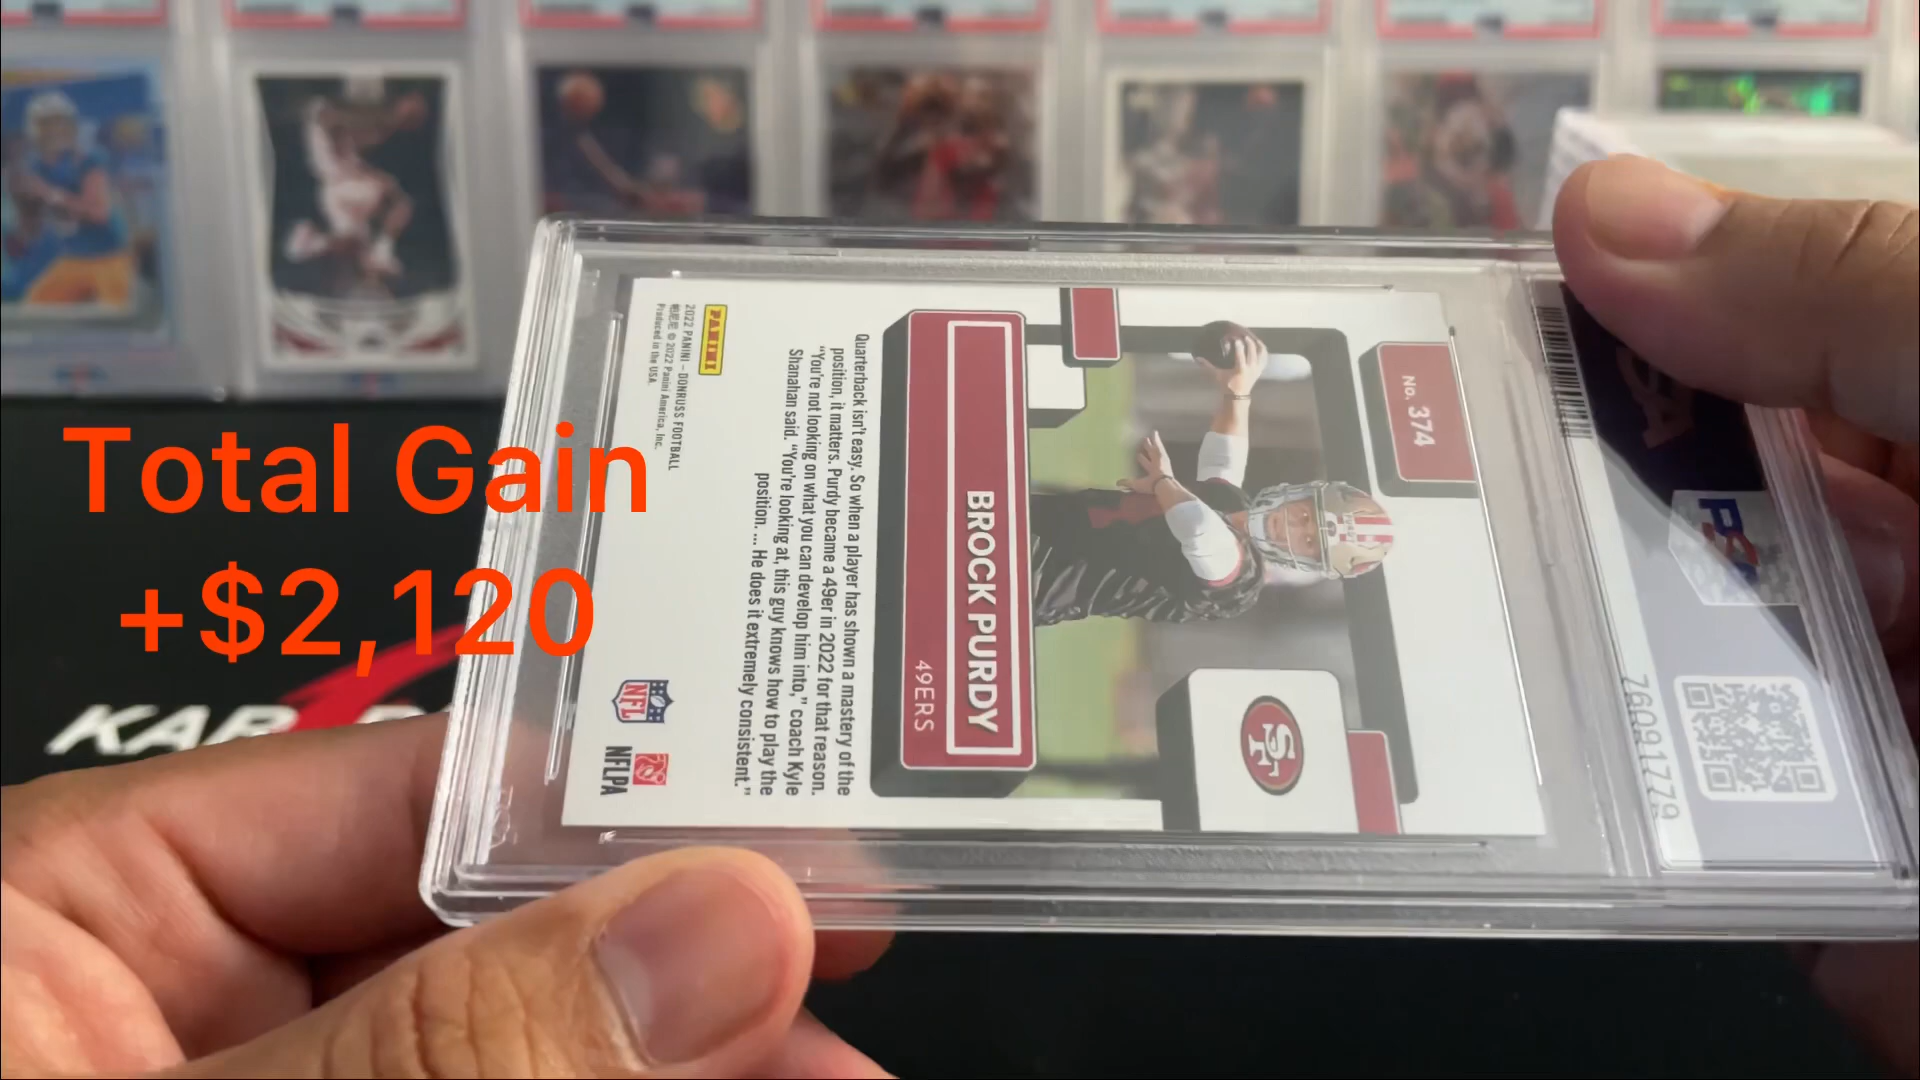 Total Gain
+$2,120
No. 374
BROCK PURDY
49ERS
Quarterback isn't easy. So when a player has shown a mastery of the
position, it matters. Purdy became a 49er in 2022 for that reason.
"You're not looking on what you can develop him into," coach Kyle
Shanahan said. "You're looking at, this guy knows how to play the
position. ... He does it extremely consistent."
PANINI
2022 PANINI – DONRUSS FOOTBALL
© 2022 Panini America, Inc.
Produced in the USA.
NFL
NFLPA
SF
PSA
76091779